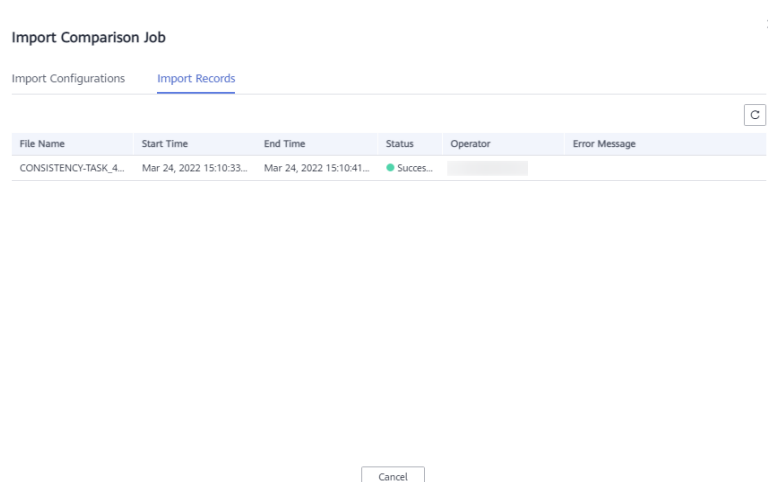 Import Comparison Job
Import Configurations Import Records
File Name Start Time End Time Status Operator Error Message
CONSISTENCY-TASK_4... Mar 24, 2022 15:10:33... Mar 24, 2022 15:10:41... Succes...
Cancel